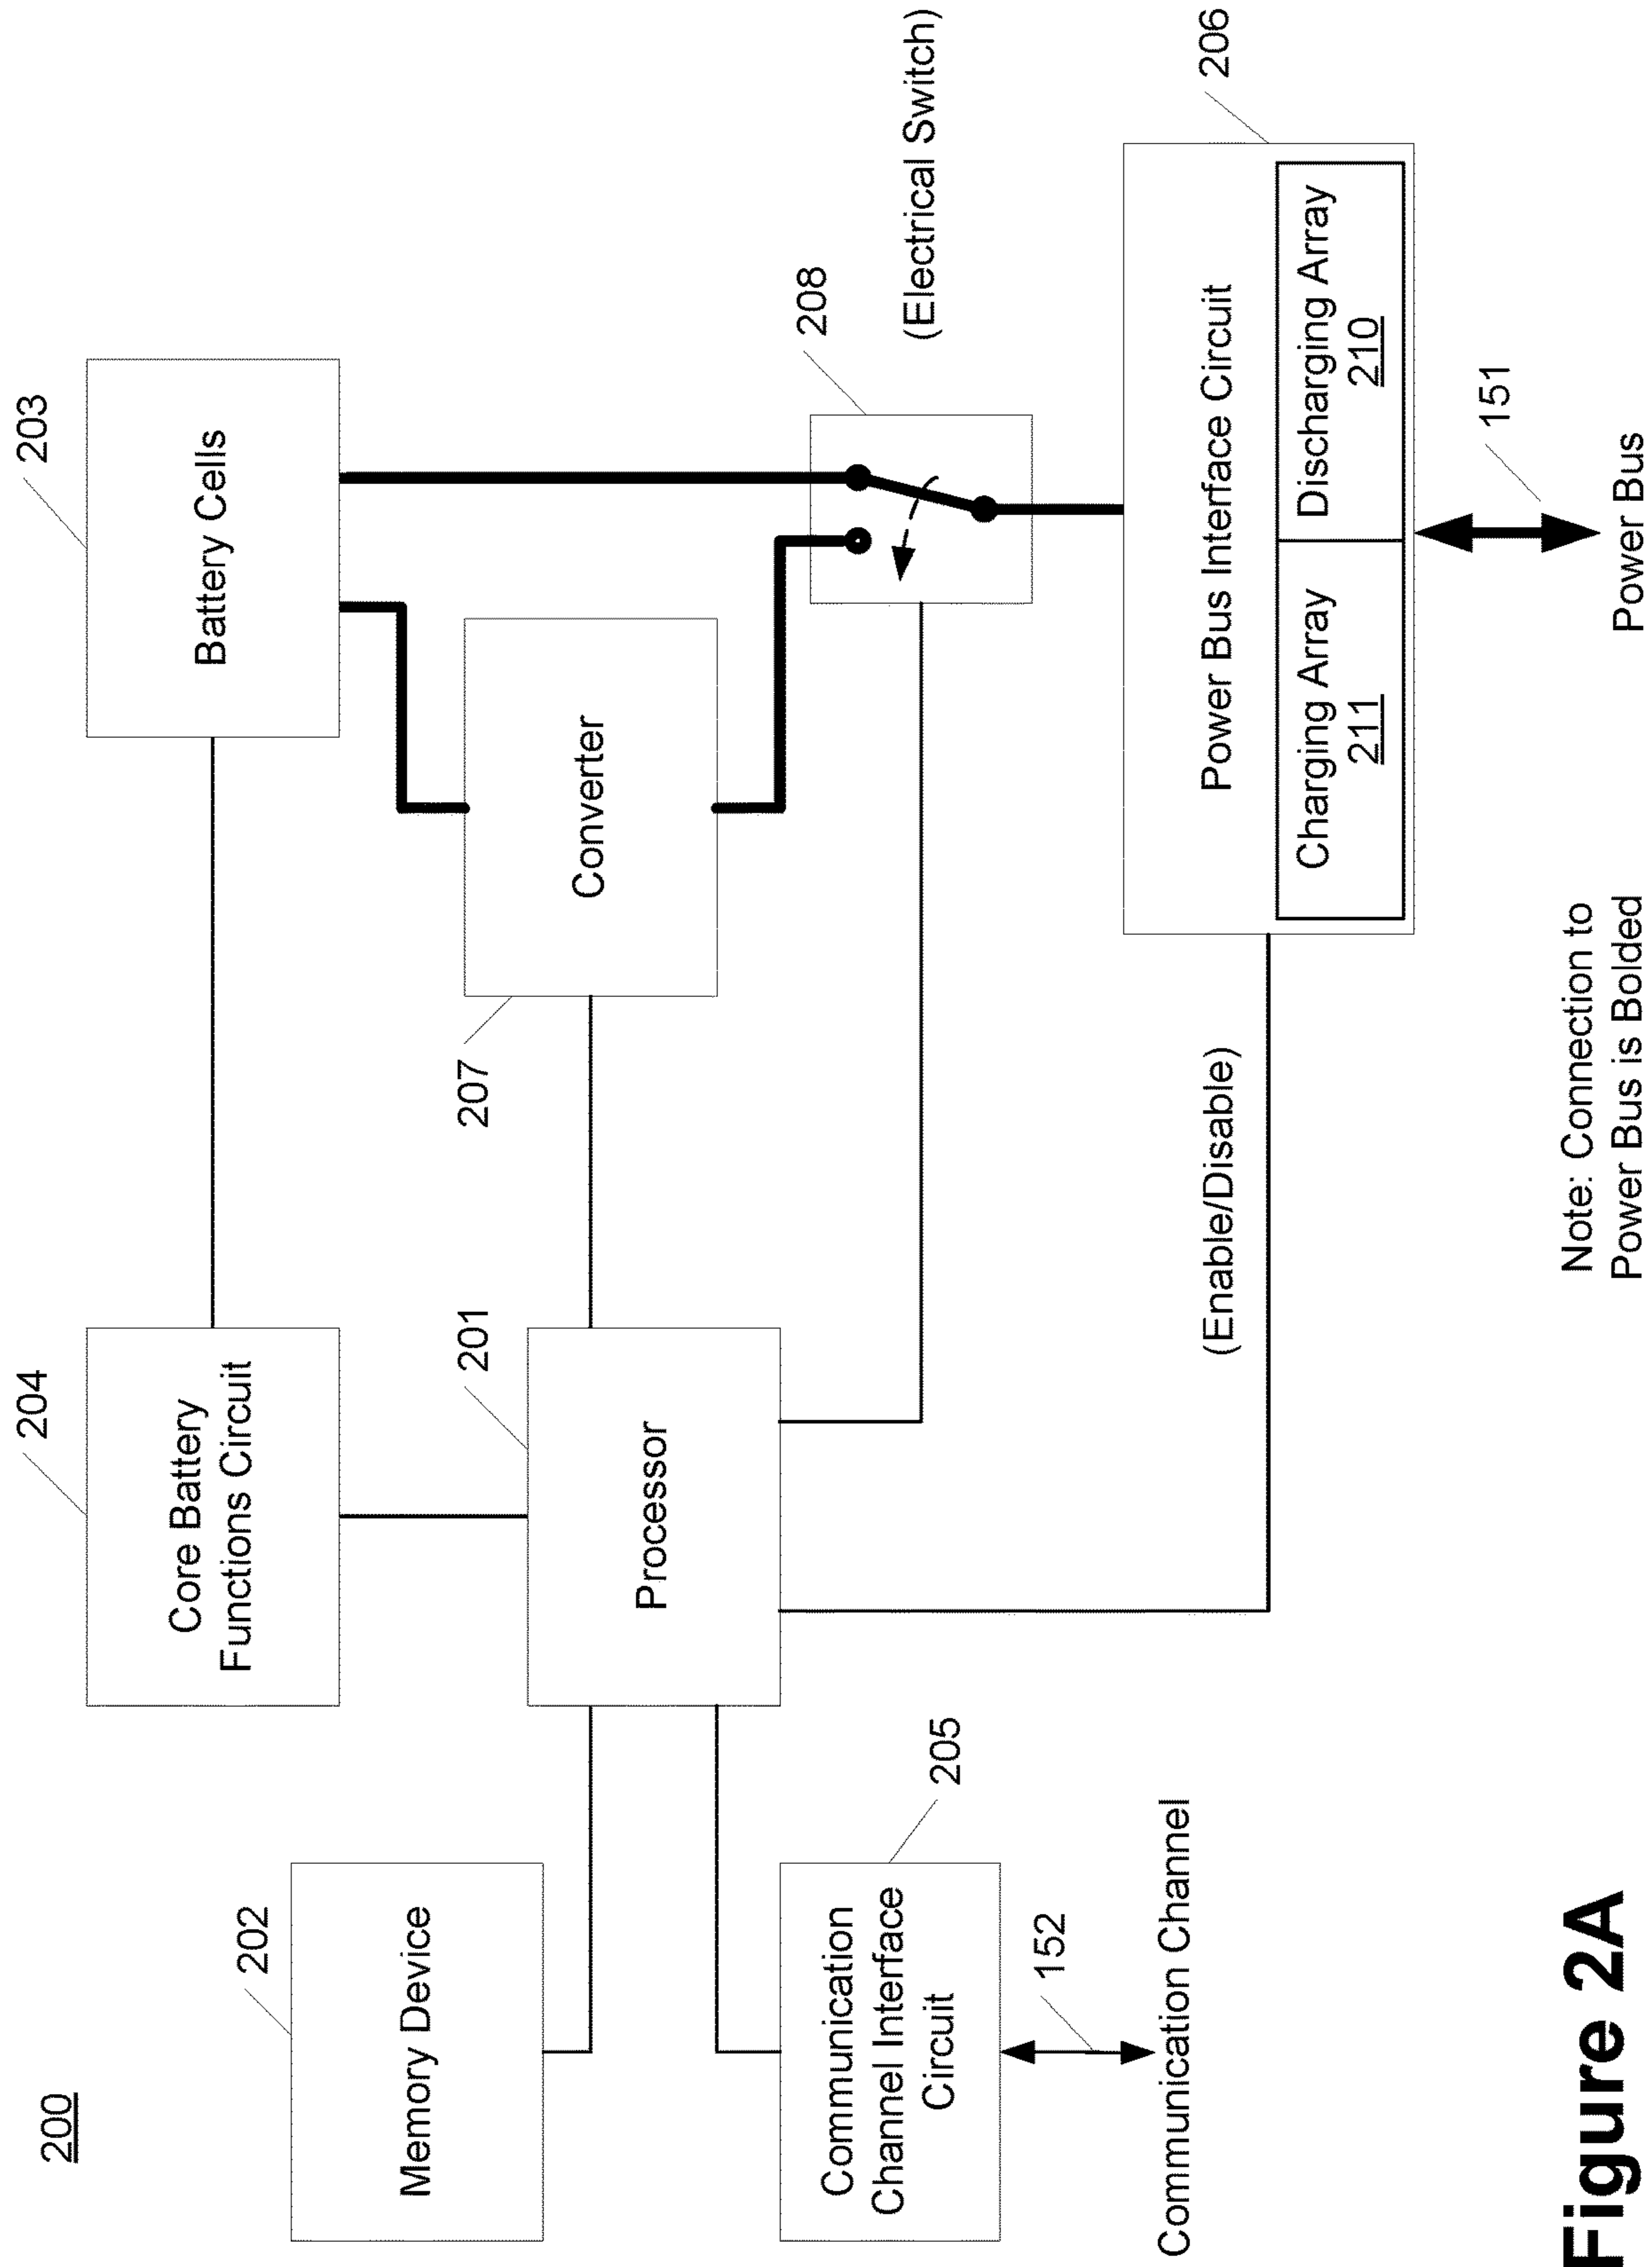 200
204
203
Core Battery
Functions Circuit
Battery Cells
202
Memory Device
201
Processor
207
Converter
208
(Electrical Switch)
Communication
Channel Interface
Circuit
205
152
Communication Channel
(Enable/Disable)
206
Power Bus Interface Circuit
Charging Array
211
Discharging Array
210
151
Power Bus
Note: Connection to
Power Bus is Bolded
Figure 2A